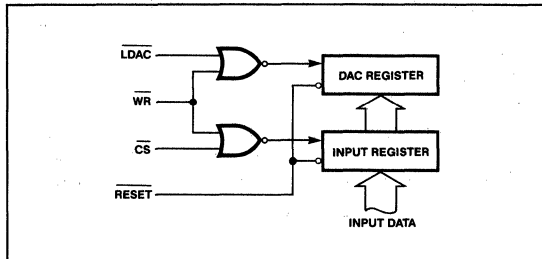 LDAC
DAC REGISTER
WR
CS
INPUT REGISTER
RESET
INPUT DATA